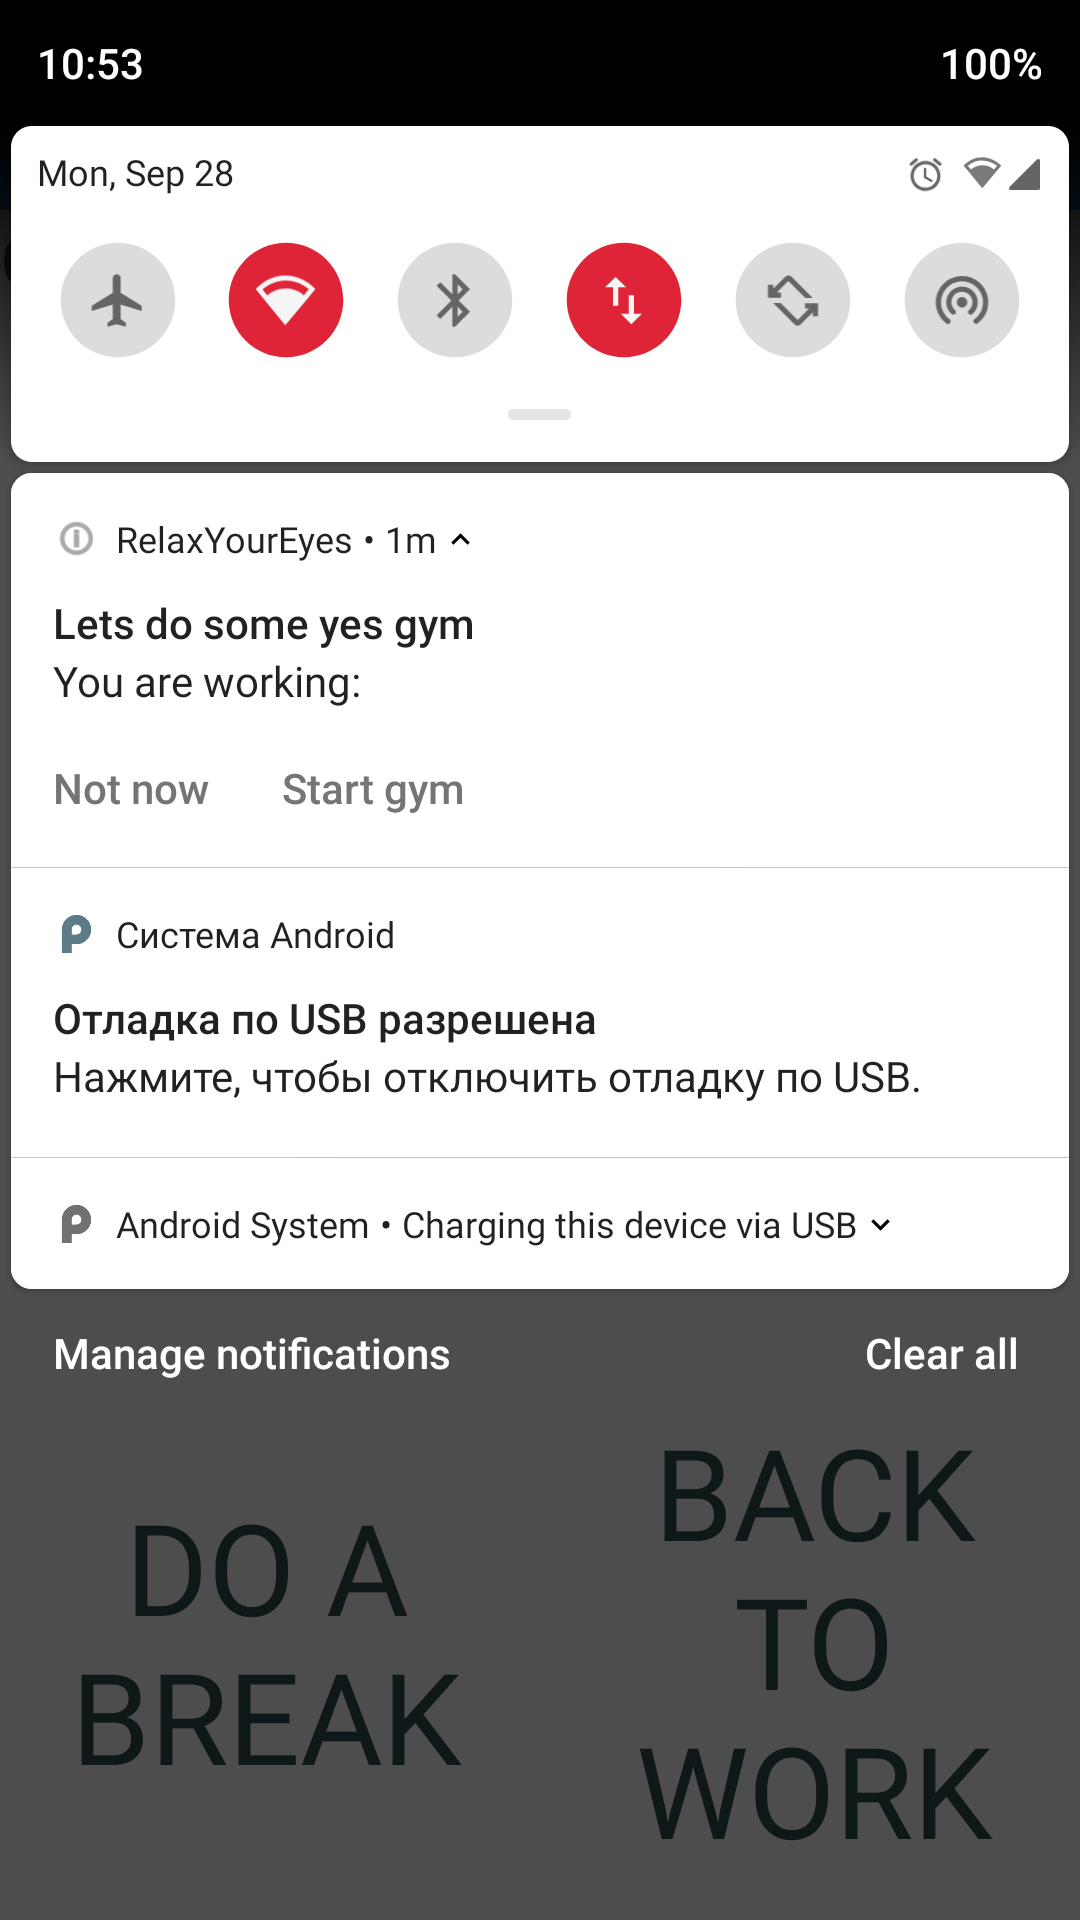 10:53 100%
Mon, Sep 28
RelaxYourEyes • 1m
Lets do some yes gym
You are working:
Not now Start gym
Система Android
Отладка по USB разрешена
Нажмите, чтобы отключить отладку по USB.
Android System • Charging this device via USB
Manage notifications Clear all
DO A
BREAK
BACK
TO
WORK